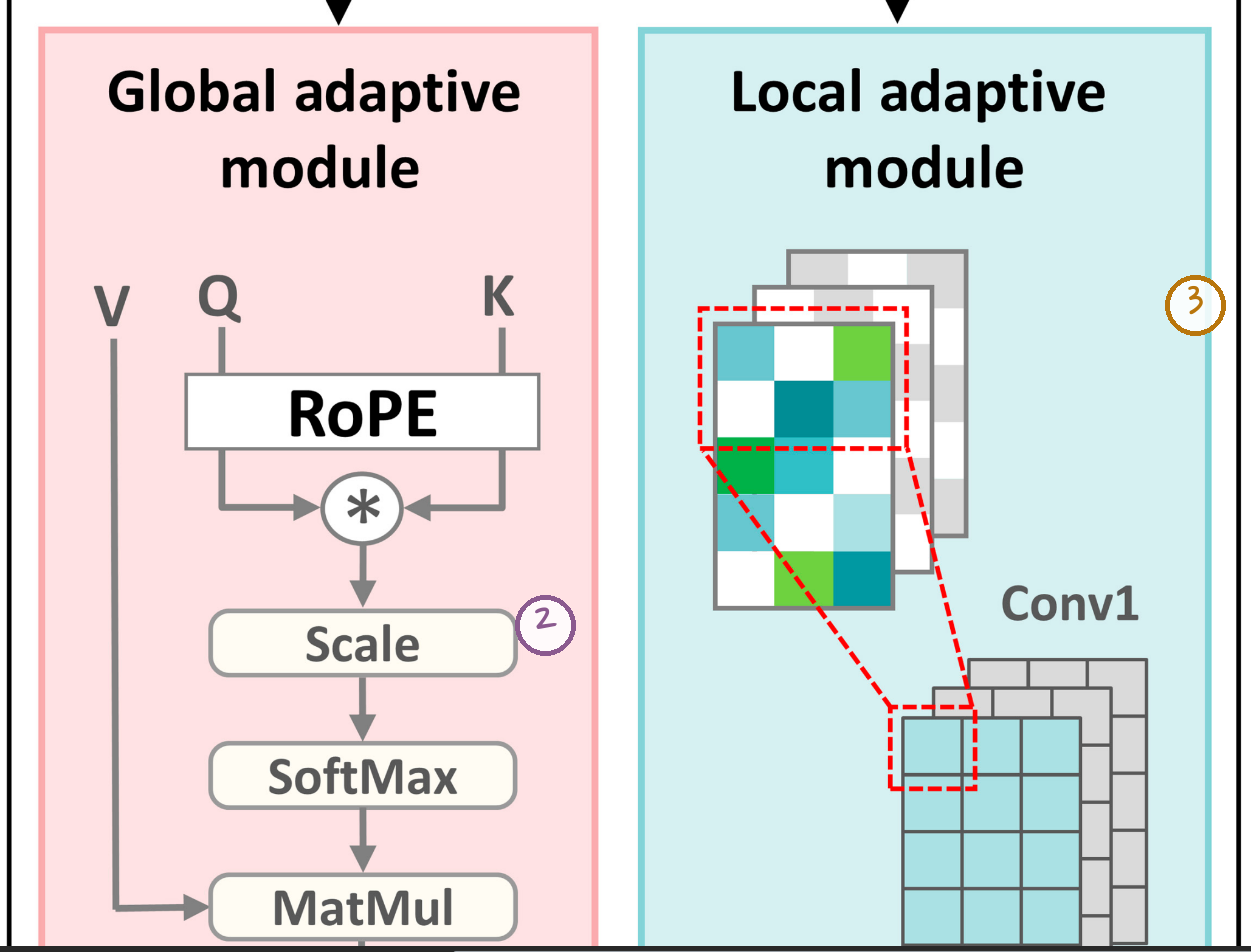 Global adaptive
module
V
Q
K
RoPE
*
Scale
2
SoftMax
MatMul
Local adaptive
module
3
Conv1